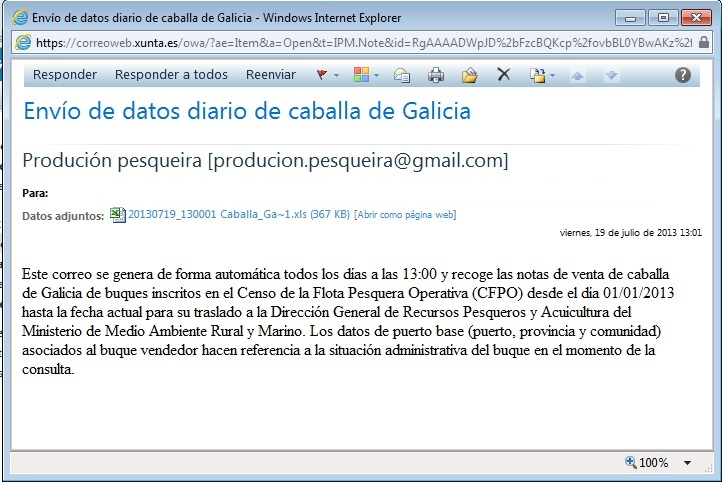 Envío de datos diario de caballa de Galicia - Windows Internet Explorer
https://correoweb.xunta.es/owa/?ae=Item&a=Open&t=IPM.Note&id=RgAAAADWpJD%2bFzcBQKcp%2fovbBL0YBwAKz%2f
Responder Responder a todos Reenviar
Envío de datos diario de caballa de Galicia
Produción pesqueira [producion.pesqueira@gmail.com]
Para:
Datos adjuntos: 20130719_130001 Caballa_Ga~1.xls (367 KB) [Abrir como página web]
viernes, 19 de julio de 2013 13:01
Este correo se genera de forma automática todos los días a las 13:00 y recoge las notas de venta de caballa
de Galicia de buques inscritos en el Censo de la Flota Pesquera Operativa (CFPO) desde el día 01/01/2013
hasta la fecha actual para su traslado a la Dirección General de Recursos Pesqueros y Acuicultura del
Ministerio de Medio Ambiente Rural y Marino. Los datos de puerto base (puerto, provincia y comunidad)
asociados al buque vendedor hacen referencia a la situación administrativa del buque en el momento de la
consulta.
100%